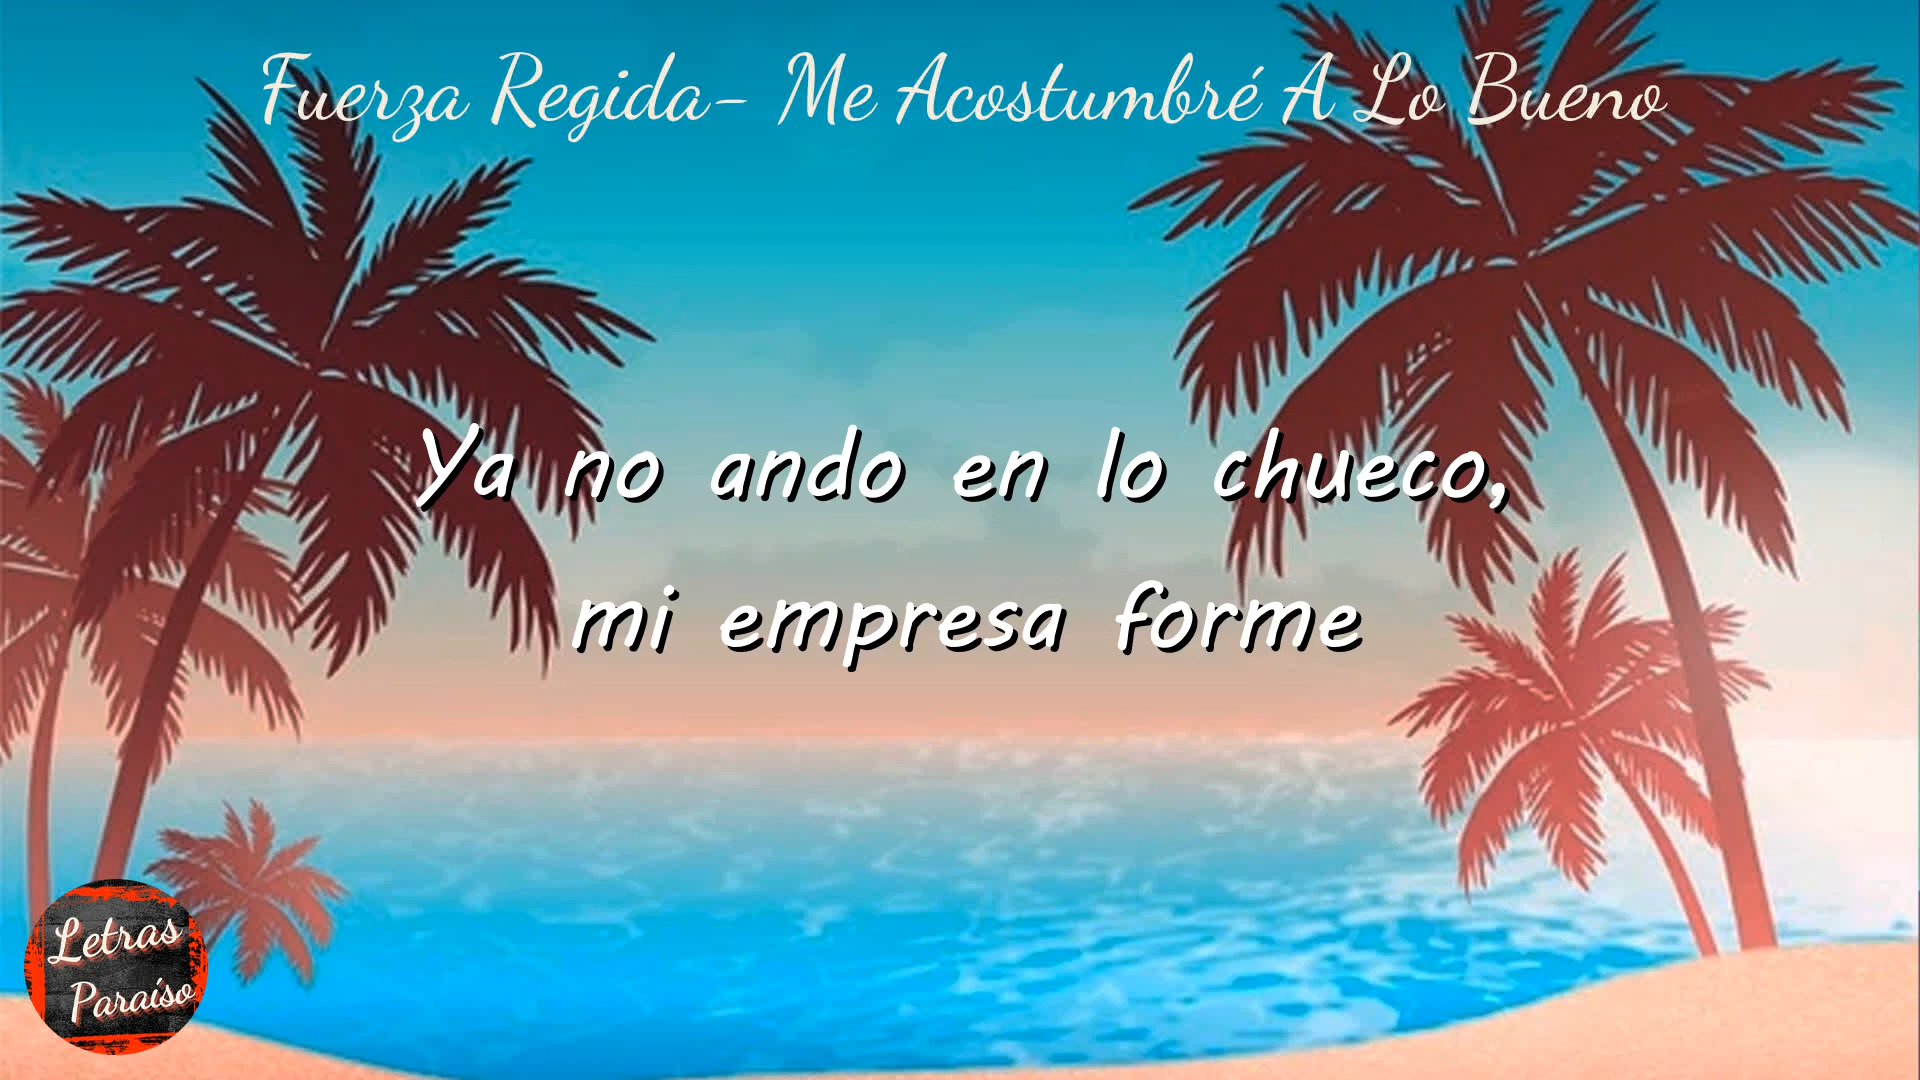 Fuerza Regida- Me Acostumbré A Lo Bueno
Ya no ando en lo chueco,
mi empresa forme
Letras
Paraíso